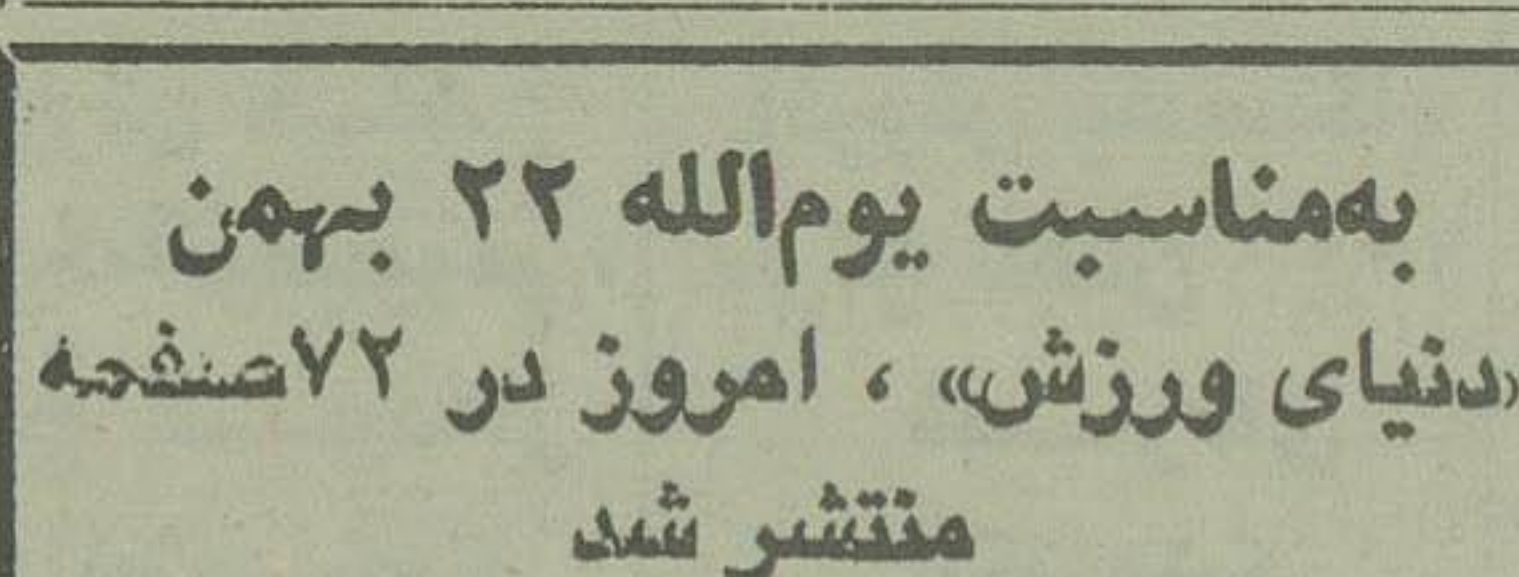 به‌مناسبت یوم‌الله ۲۲ بهمن
«دنیای ورزش» ، امروز در ۷۲صفحه
منتشر شد